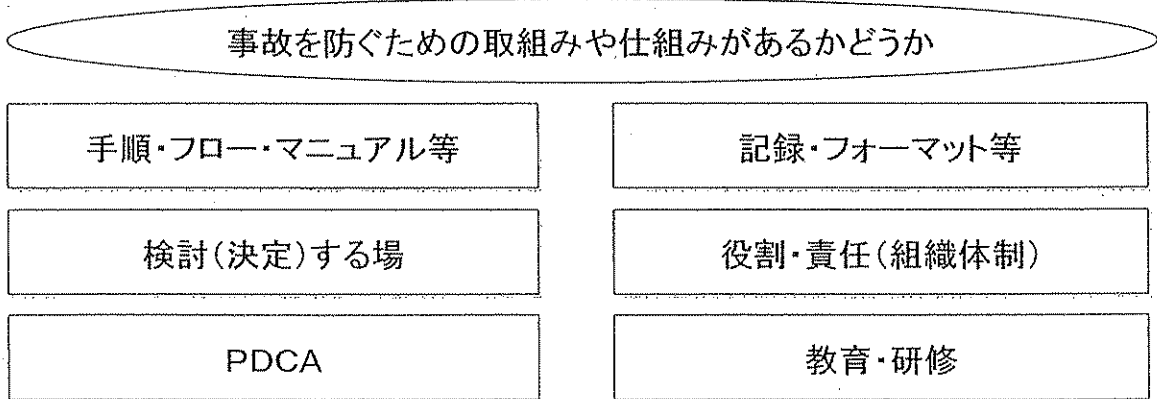 事故を防ぐための取組みや仕組みがあるかどうか
手順・フロー・マニュアル等
記録・フォーマット等
検討(決定)する場
役割・責任(組織体制)
PDCA
教育・研修